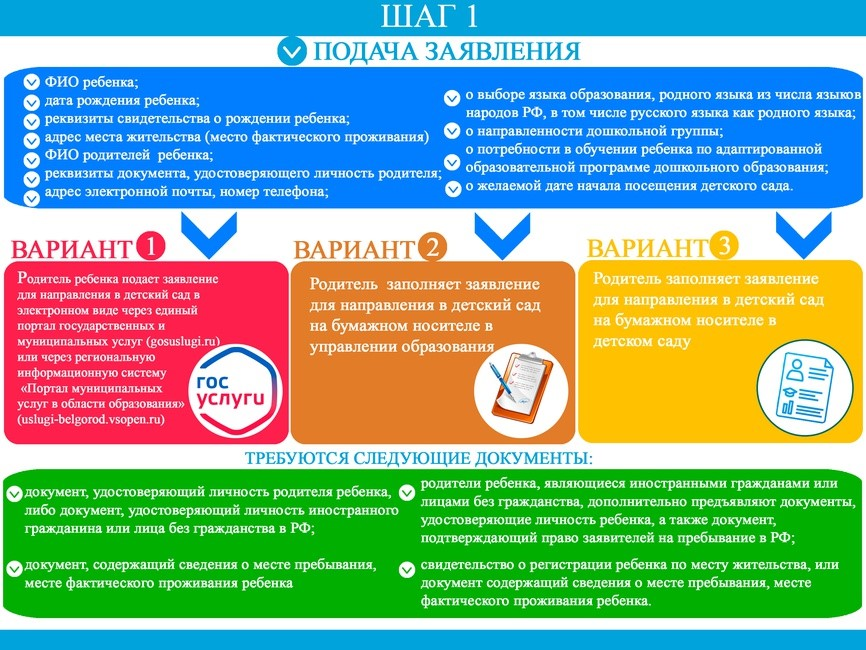 ШАГ 1
ПОДАЧА ЗАЯВЛЕНИЯ
ФИО ребенка;
дата рождения ребенка;
реквизиты свидетельства о рождении ребенка;
адрес места жительства (место фактического проживания)
ФИО родителей ребенка;
реквизиты документа, удостоверяющего личность родителя;
адрес электронной почты, номер телефона;
о выборе языка образования, родного языка из числа языков
народов РФ, в том числе русского языка как родного языка;
о направленности дошкольной группы;
о потребности в обучении ребенка по адаптированной
образовательной программе дошкольного образования;
о желаемой дате начала посещения детского сада.
ВАРИАНТ 1
Родитель ребенка подает заявление
для направления в детский сад в
электронном виде через единый
портал государственных и
муниципальных услуг (gosuslugi.ru)
или через региональную
информационную систему
«Портал муниципальных
услуг в области образования»
(uslugi-belgorod.vsopen.ru)
гос
услуги
ВАРИАНТ 2
Родитель заполняет заявление
для направления в детский сад
на бумажном носителе в
управлении образования
ВАРИАНТ 3
Родитель заполняет заявление
для направления в детский сад
на бумажном носителе в
детском саду
ТРЕБУЮТСЯ СЛЕДУЮЩИЕ ДОКУМЕНТЫ:
документ, удостоверяющий личность родителя ребенка,
либо документ, удостоверяющий личность иностранного
гражданина или лица без гражданства в РФ;
документ, содержащий сведения о месте пребывания,
месте фактического проживания ребенка
родители ребенка, являющиеся иностранными гражданами или
лицами без гражданства, дополнительно предъявляют документы,
удостоверяющие личность ребенка, а также документ,
подтверждающий право заявителей на пребывание в РФ;
свидетельство о регистрации ребенка по месту жительства, или
документ содержащий сведения о месте пребывания, месте
фактического проживания ребенка.